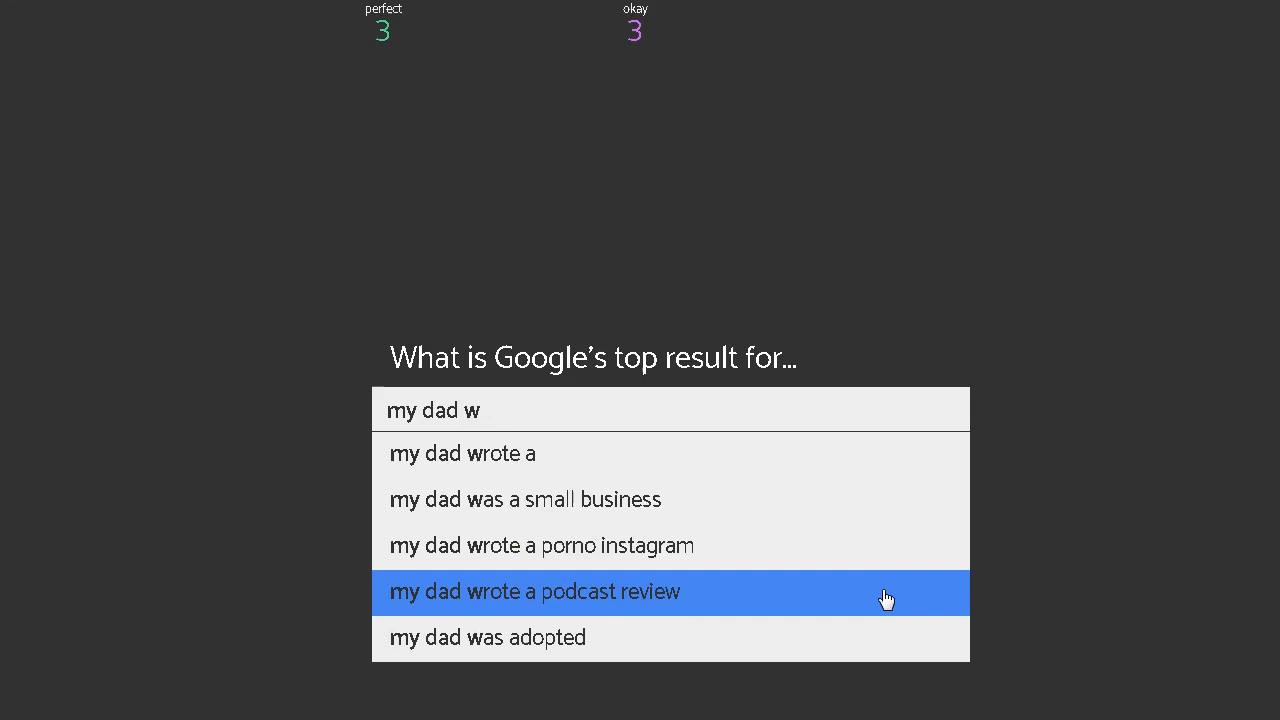 perfect
okay
3
3
What is Google's top result for...
my dad w
my dad wrote a
my dad was a small business
my dad wrote a porno instagram
my dad wrote a podcast review
my dad was adopted